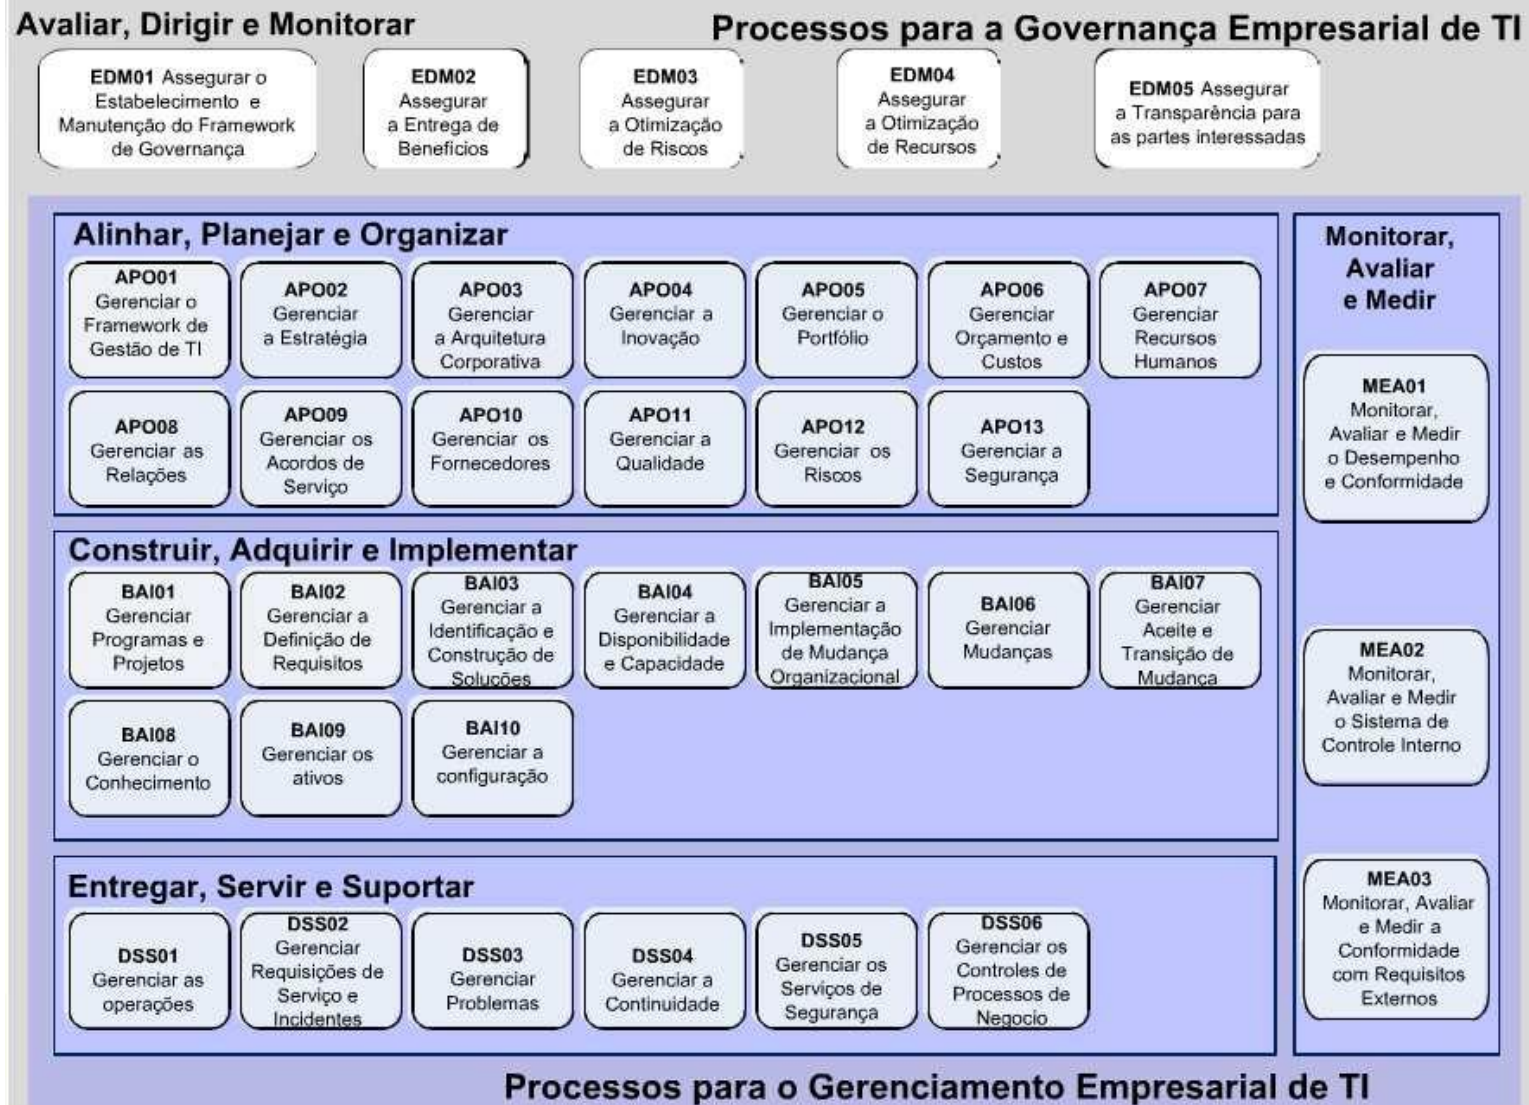 Avaliar, Dirigir e Monitorar
Processos para a Governança Empresarial de TI
EDM01 Assegurar o
Estabelecimento e
Manutenção do Framework
de Governança
EDM02
Assegurar
a Entrega de
Beneficios
EDM03
Assegurar
a Otimização
de Riscos
EDM04
Assegurar
a Otimização
de Recursos
EDM05 Assegurar
a Transparência para
as partes interessadas
Alinhar, Planejar e Organizar
APO01
Gerenciar o
Framework de
Gestão de TI
APO02
Gerenciar
a Estratégia
APO03
Gerenciar
a Arquitetura
Corporativa
APO04
Gerenciar a
Inovação
APO05
Gerenciar o
Portfólio
APO06
Gerenciar
Orçamento e
Custos
APO07
Gerenciar
Recursos
Humanos
APO08
Gerenciar as
Relações
APO09
Gerenciar os
Acordos de
Serviço
APO10
Gerenciar os
Fornecedores
APO11
Gerenciar a
Qualidade
APO12
Gerenciar os
Riscos
APO13
Gerenciar a
Segurança
Construir, Adquirir e Implementar
BAI01
Gerenciar
Programas e
Projetos
BAI02
Gerenciar a
Definição de
Requisitos
BAI03
Gerenciar a
Identificação e
Construção de
Soluções
BAI04
Gerenciar a
Disponibilidade
e Capacidade
BAI05
Gerenciar a
Implementação
de Mudança
Organizacional
BAI06
Gerenciar
Mudanças
BAI07
Gerenciar
Aceite e
Transição de
Mudança
BAI08
Gerenciar o
Conhecimento
BAI09
Gerenciar os
ativos
BAI10
Gerenciar a
configuração
Entregar, Servir e Suportar
DSS01
Gerenciar as
operações
DSS02
Gerenciar
Requisições de
Serviço e
Incidentes
DSS03
Gerenciar
Problemas
DSS04
Gerenciar a
Continuidade
DSS05
Gerenciar os
Serviços de
Segurança
DSS06
Gerenciar os
Controles de
Processos de
Negocio
Monitorar,
Avaliar
e Medir
MEA01
Monitorar,
Avaliar e Medir
o Desempenho
e Conformidade
MEA02
Monitorar,
Avaliar e Medir
o Sistema de
Controle Interno
MEA03
Monitorar, Avaliar
e Medir a
Conformidade
com Requisitos
Externos
Processos para o Gerenciamento Empresarial de TI